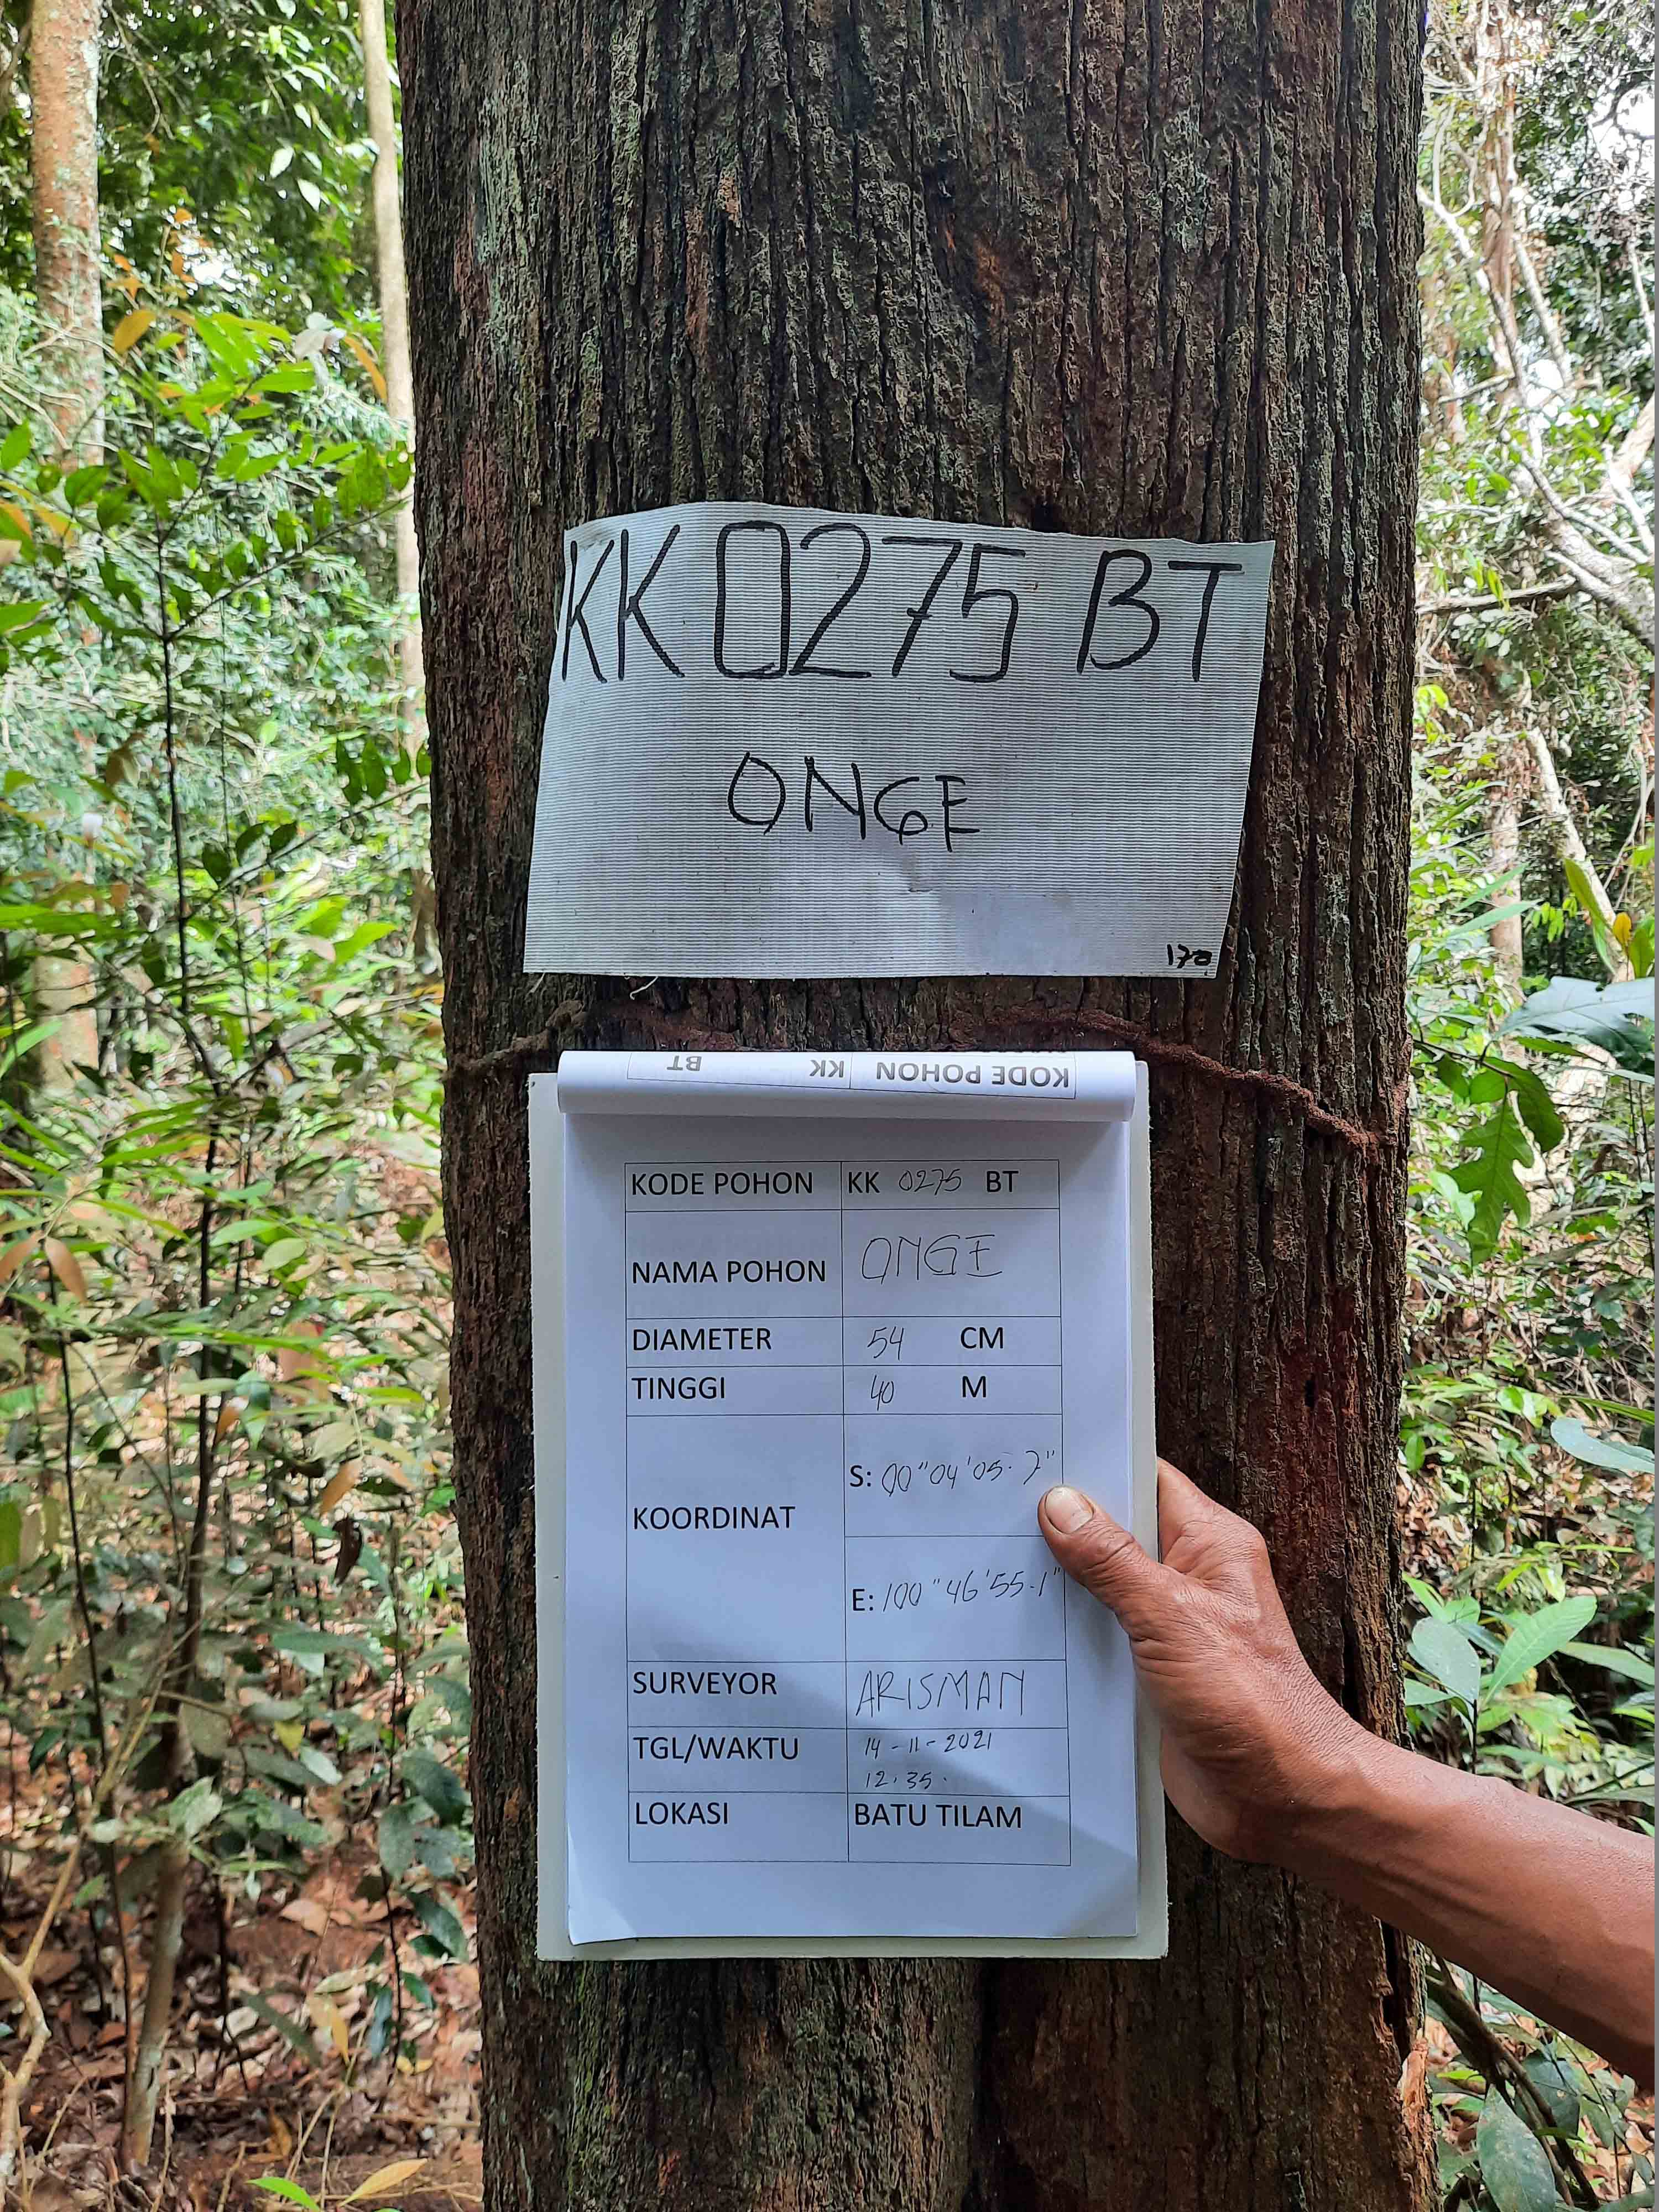 KK 0275 BT
ONGE
170
KODE POHON KK BT
KODE POHON KK 0275 BT
NAMA POHON ONGE
DIAMETER 54 CM
TINGGI 40 M
KOORDINAT S: 00"04'05.7"
E: 100"46'55.1"
SURVEYOR ARISMAN
TGL/WAKTU 14-11-2021
12.35.
LOKASI BATU TILAM